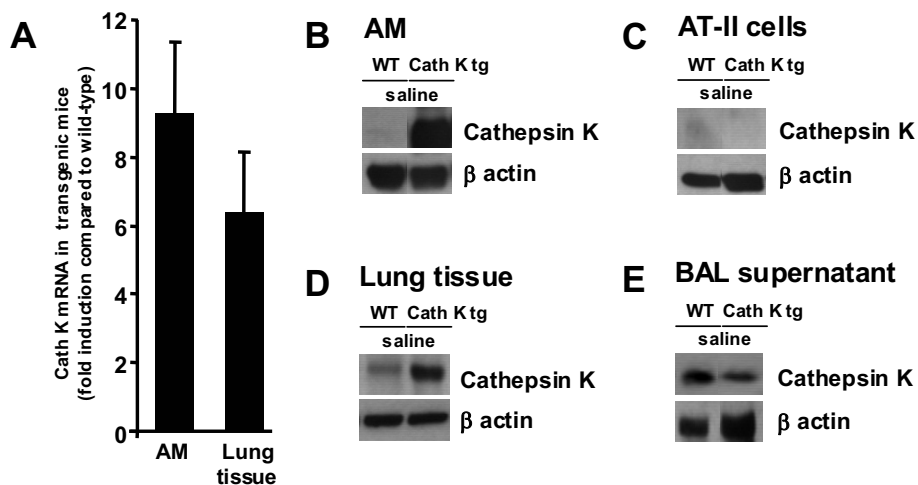 A
Cath K mRNA in transgenic mice
(fold induction compared to wild-type)
12
10
8
6
4
2
0
AM
Lung
tissue
B AM
WT Cath K tg
saline
Cathepsin K
β actin
C AT-II cells
WT Cath K tg
saline
Cathepsin K
β actin
D Lung tissue
WT Cath K tg
saline
Cathepsin K
β actin
E BAL supernatant
WT Cath K tg
saline
Cathepsin K
β actin